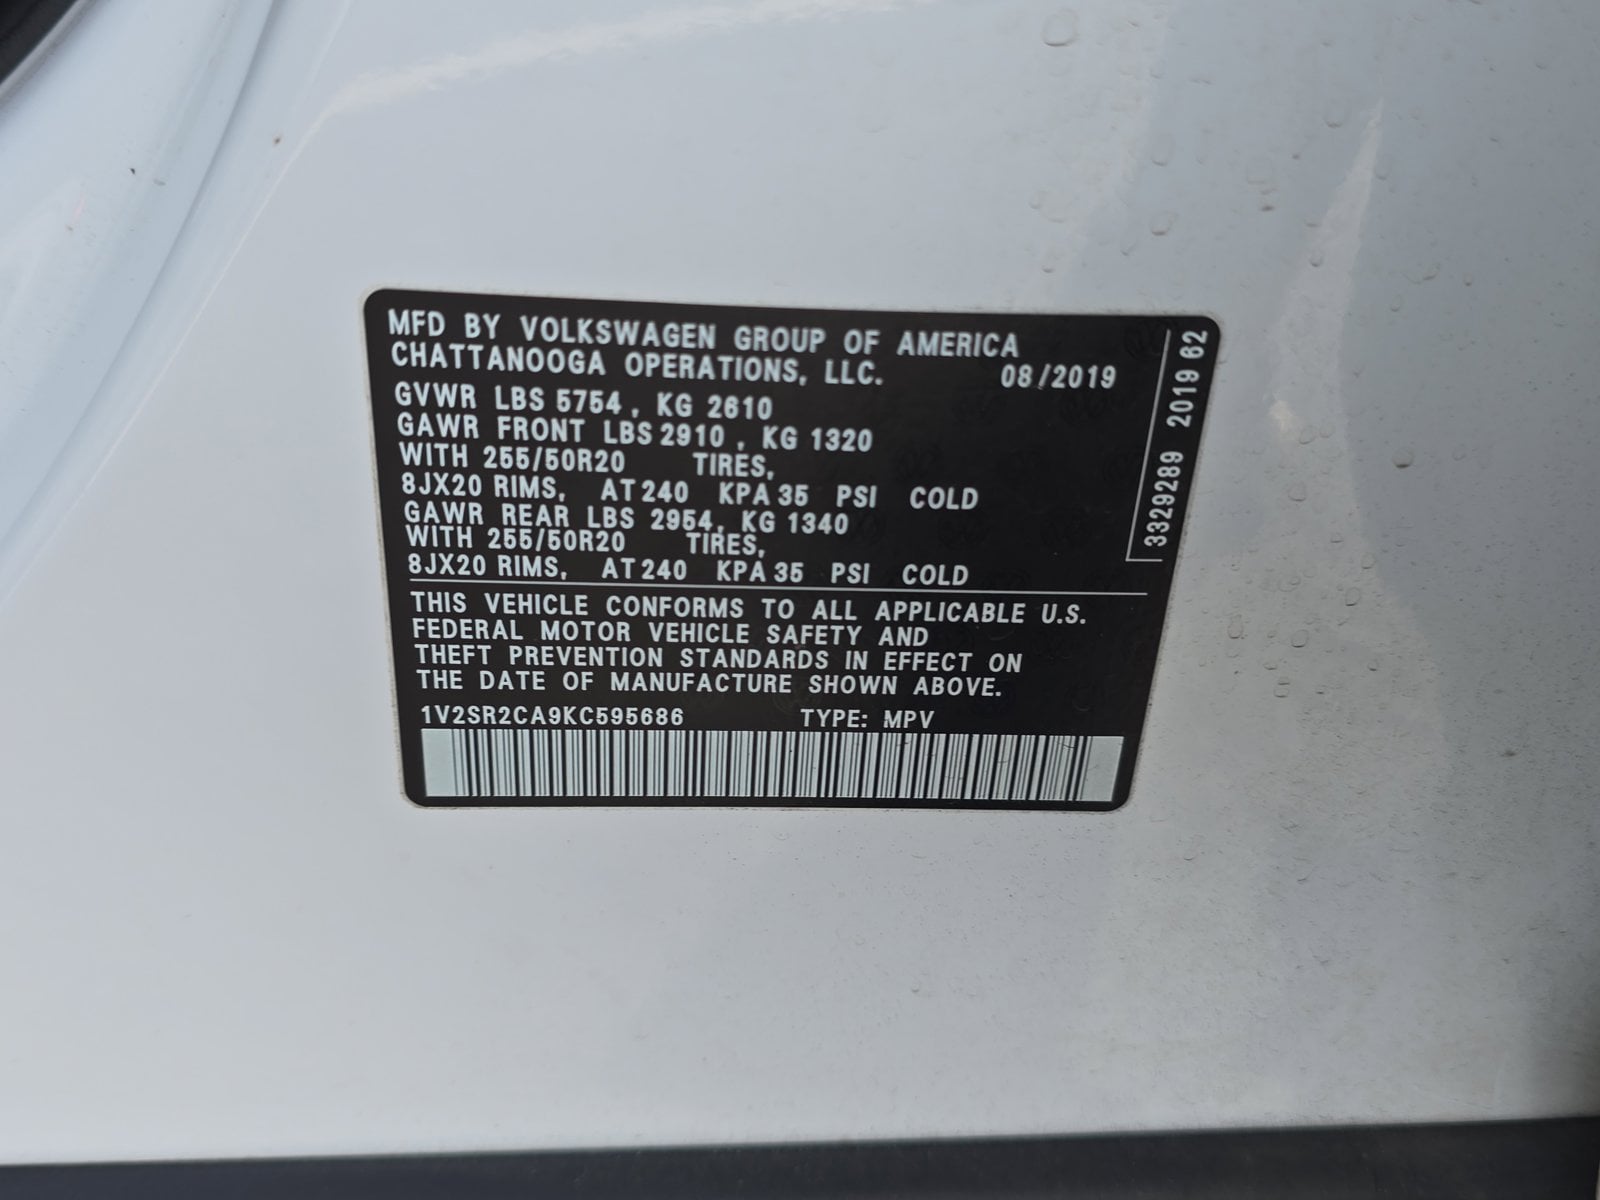 MFD BY VOLKSWAGEN GROUP OF AMERICA
CHATTANOOGA OPERATIONS, LLC. 08/2019
GVWR LBS 5754, KG 2610
GAWR FRONT LBS 2910, KG 1320
WITH 255/50R20 TIRES,
8JX20 RIMS, AT 240 KPA 35 PSI COLD
GAWR REAR LBS 2954, KG 1340
WITH 255/50R20 TIRES,
8JX20 RIMS, AT 240 KPA 35 PSI COLD
THIS VEHICLE CONFORMS TO ALL APPLICABLE U.S.
FEDERAL MOTOR VEHICLE SAFETY AND
THEFT PREVENTION STANDARDS IN EFFECT ON
THE DATE OF MANUFACTURE SHOWN ABOVE.
1V2SR2CA9KC595686 TYPE: MPV
3329289 2019 62